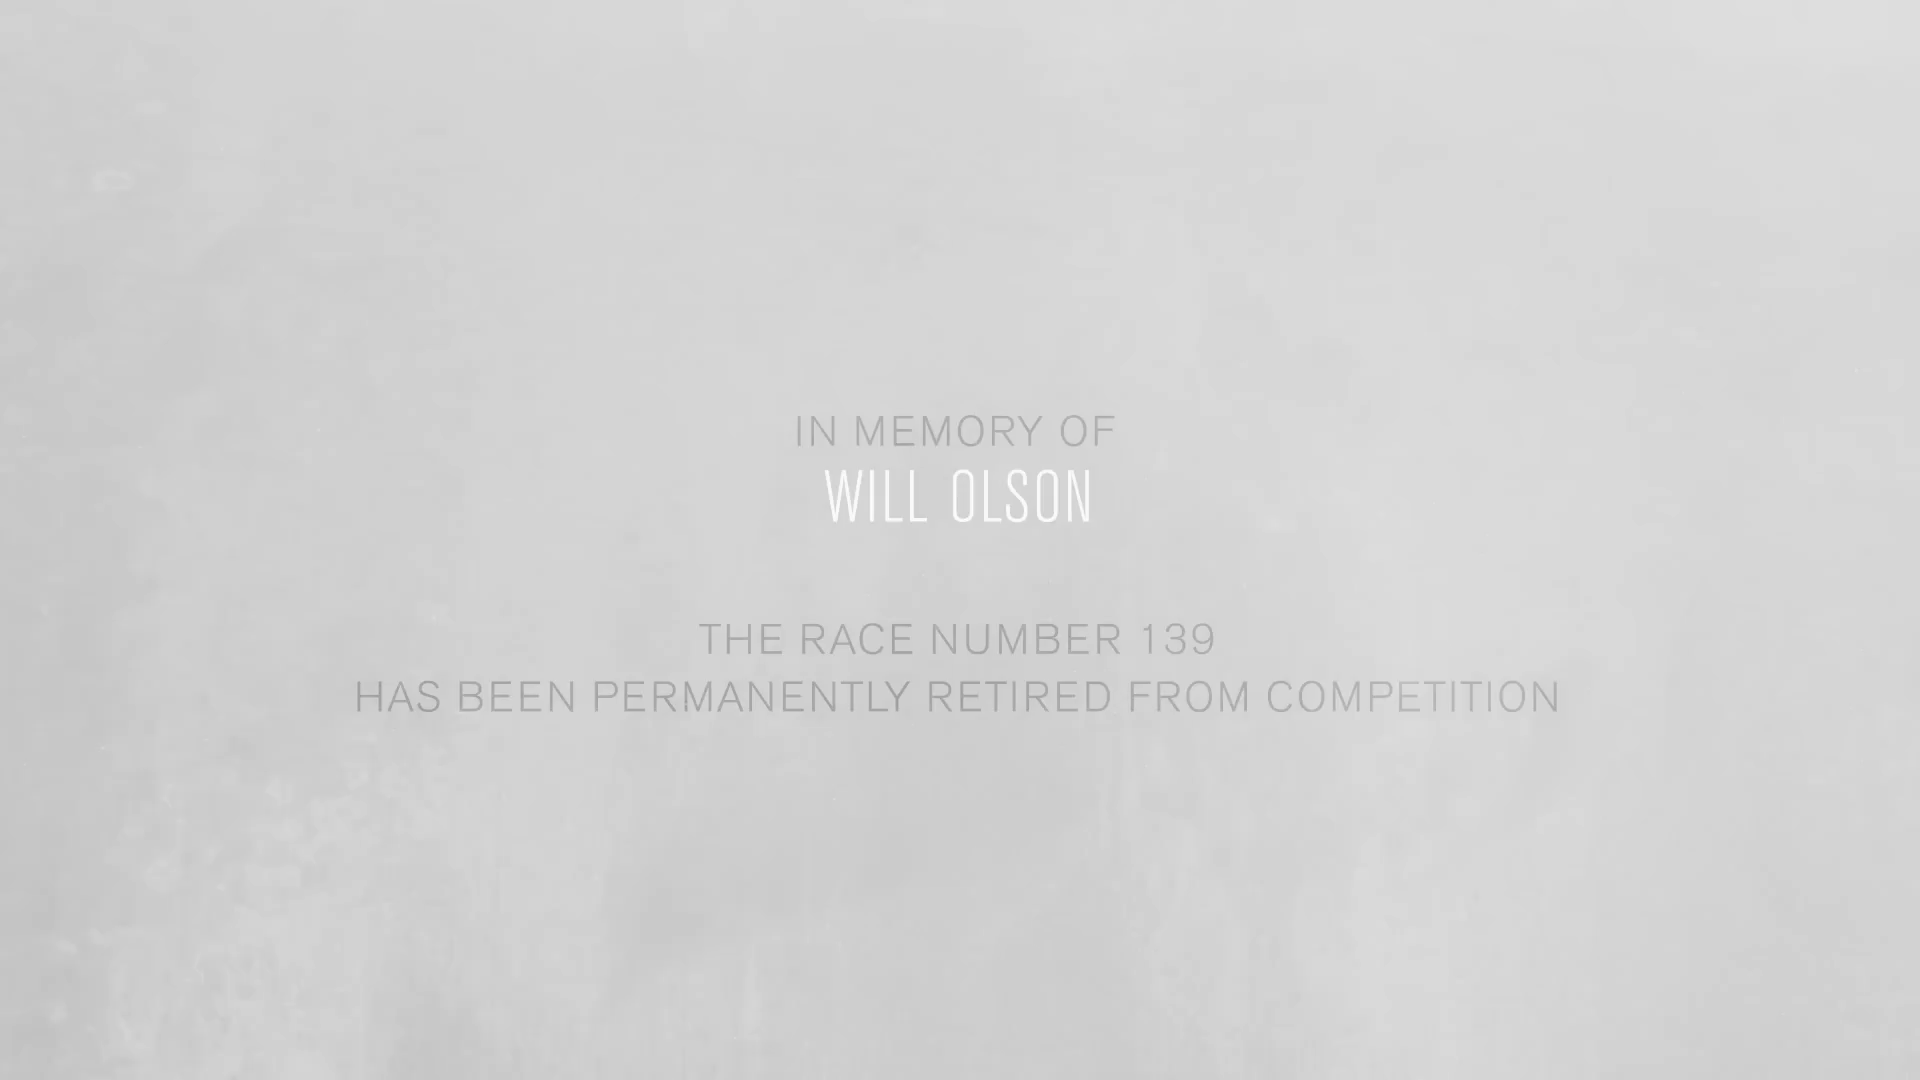 IN MEMORY OF
WILL OLSON
THE RACE NUMBER 139
HAS BEEN PERMANENTLY RETIRED FROM COMPETITION